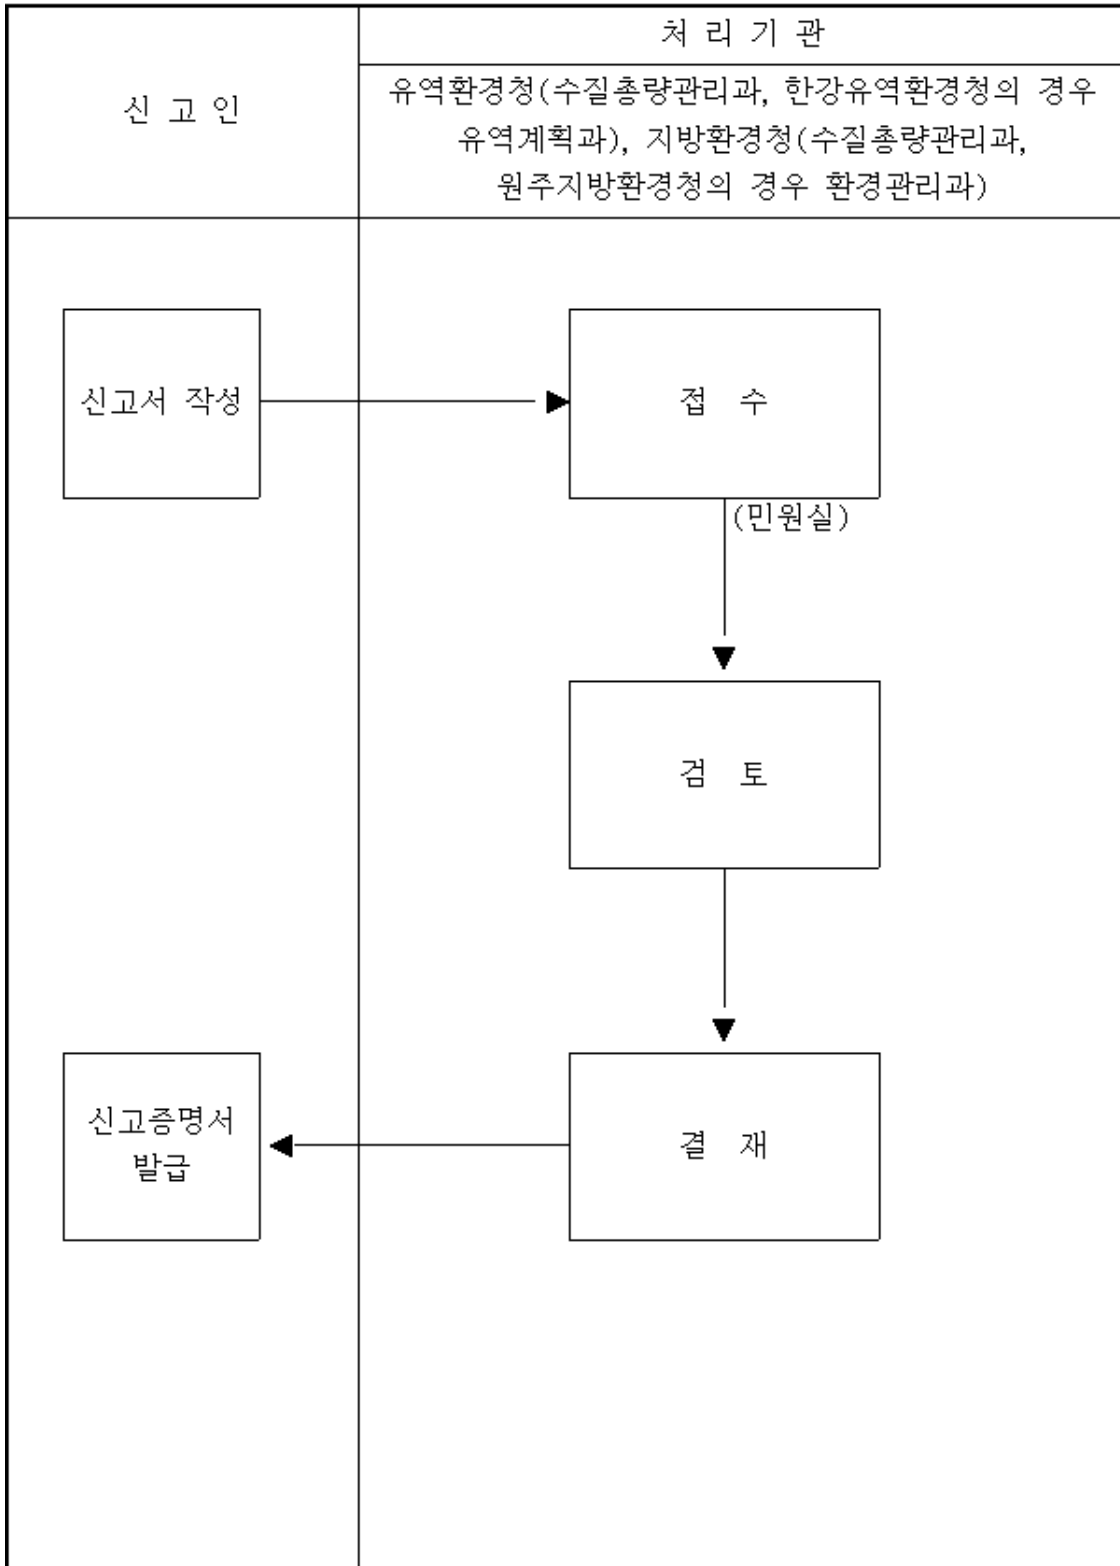 신 고 인
처 리 기 관
유역환경청(수질총량관리과, 한강유역환경청의 경우
유역계획과), 지방환경청(수질총량관리과,
원주지방환경청의 경우 환경관리과)
신고서 작성
접 수
(민원실)
검 토
결 재
신고증명서
발급